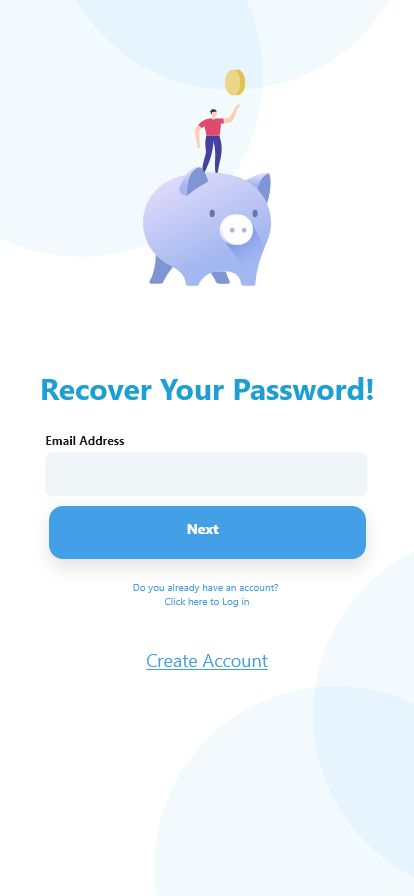 Recover Your Password!
Email Address
Next
Do you already have an account?
Click here to Log in
Create Account